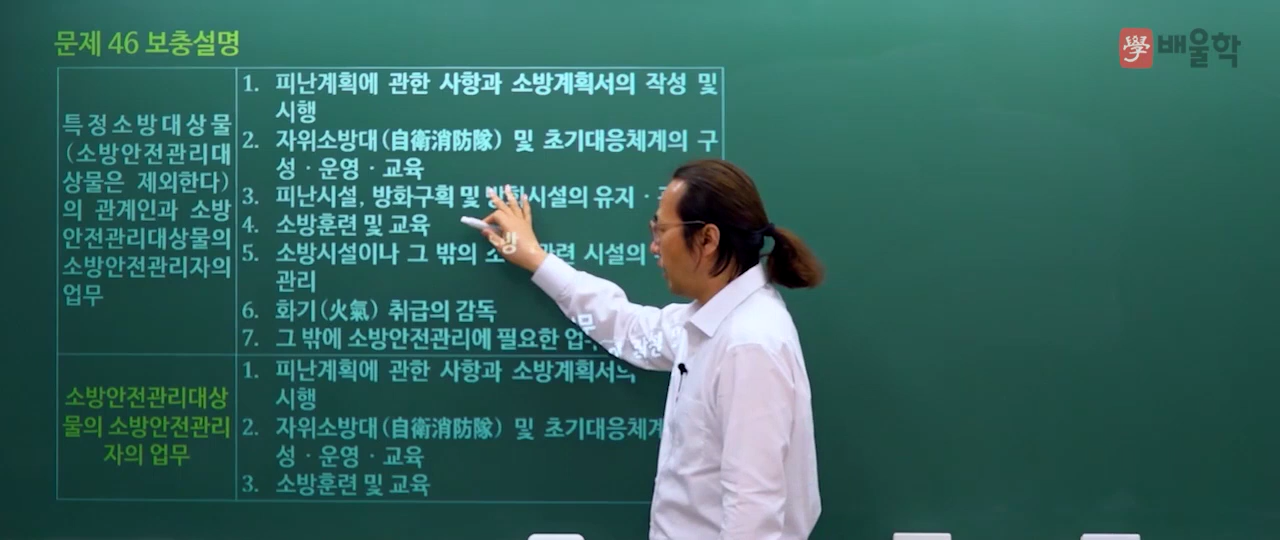 문제 46 보충설명
學 배울학
특정소방대상물
(소방안전관리대
상물은 제외한다)
의 관계인과 소방
안전관리대상물의
소방안전관리자의
업무
1. 피난계획에 관한 사항과 소방계획서의 작성 및
시행
2. 자위소방대(自衛消防隊) 및 초기대응체계의 구
성·운영·교육
3. 피난시설, 방화구획 및 방화시설의 유지·
4. 소방훈련 및 교육
5. 소방시설이나 그 밖의 관련 시설의
관리
6. 화기(火氣) 취급의 감독
7. 그 밖에 소방안전관리에 필요한
소방안전관리대상
물의 소방안전관리
자의 업무
1. 피난계획에 관한 사항과 소방계획서의
시행
2. 자위소방대(自衛消防隊) 및 초기대응체계
성·운영·교육
3. 소방훈련 및 교육